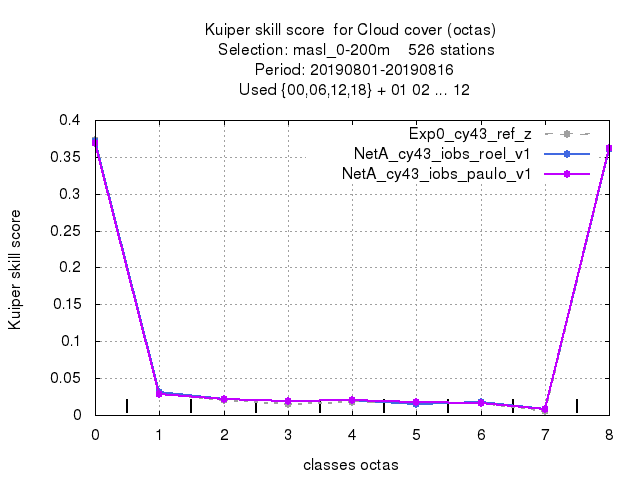 Kuiper skill score  for Cloud cover (octas)
Selection: masl_0-200m    526 stations
Period: 20190801-20190816
Used {00,06,12,18} + 01 02 ... 12
Exp0_cy43_ref_z
NetA_cy43_iobs_roel_v1
NetA_cy43_iobs_paulo_v1
Kuiper skill score
0.4
0.35
0.3
0.25
0.2
0.15
0.1
0.05
0
0 1 2 3 4 5 6 7 8
classes octas